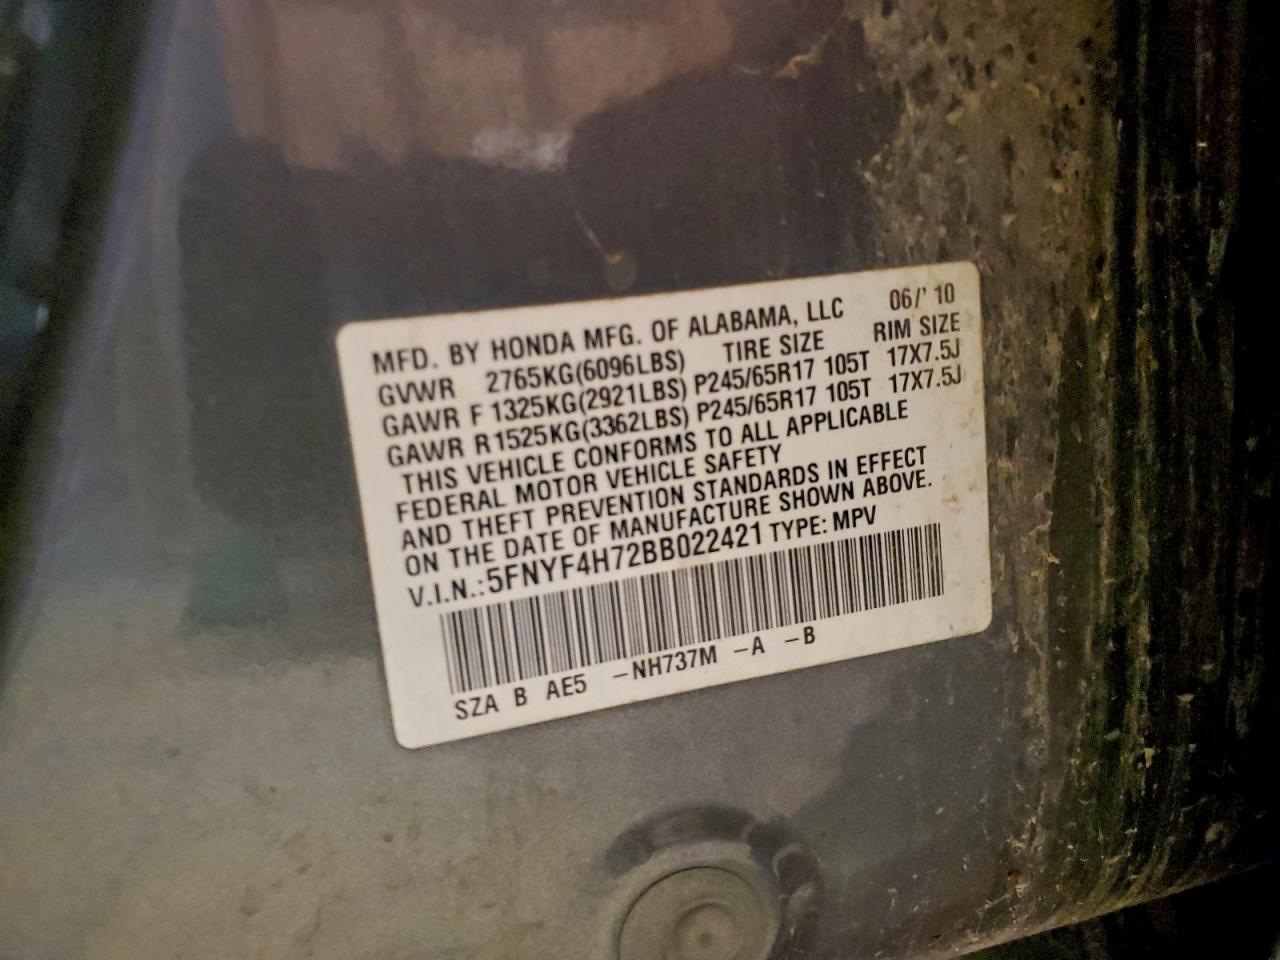 MFD. BY HONDA MFG. OF ALABAMA, LLC 06/' 10
GVWR 2765KG(6096LBS) TIRE SIZE RIM SIZE
GAWR F 1325KG(2921LBS) P245/65R17 105T 17X7.5J
GAWR R 1525KG(3362LBS) P245/65R17 105T 17X7.5J
THIS VEHICLE CONFORMS TO ALL APPLICABLE
FEDERAL MOTOR VEHICLE SAFETY
AND THEFT PREVENTION STANDARDS IN EFFECT
ON THE DATE OF MANUFACTURE SHOWN ABOVE.
V.I.N.: 5FNYF4H72BB022421 TYPE: MPV
SZA B AE5 –NH737M –A –B